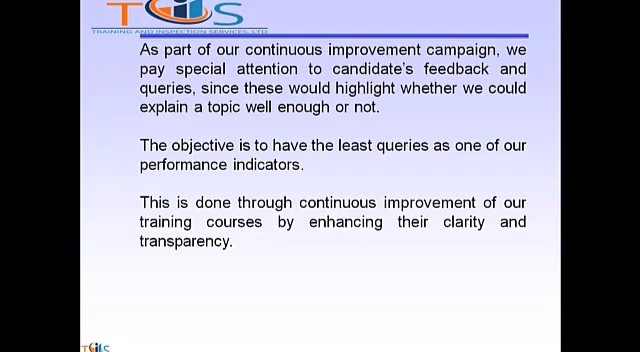 TiS
TRAINING AND INSPECTION SERVICES, LTD
As part of our continuous improvement campaign, we
pay special attention to candidate's feedback and
queries, since these would highlight whether we could
explain a topic well enough or not.
The objective is to have the least queries as one of our
performance indicators.
This is done through continuous improvement of our
training courses by enhancing their clarity and
transparency.
TiS